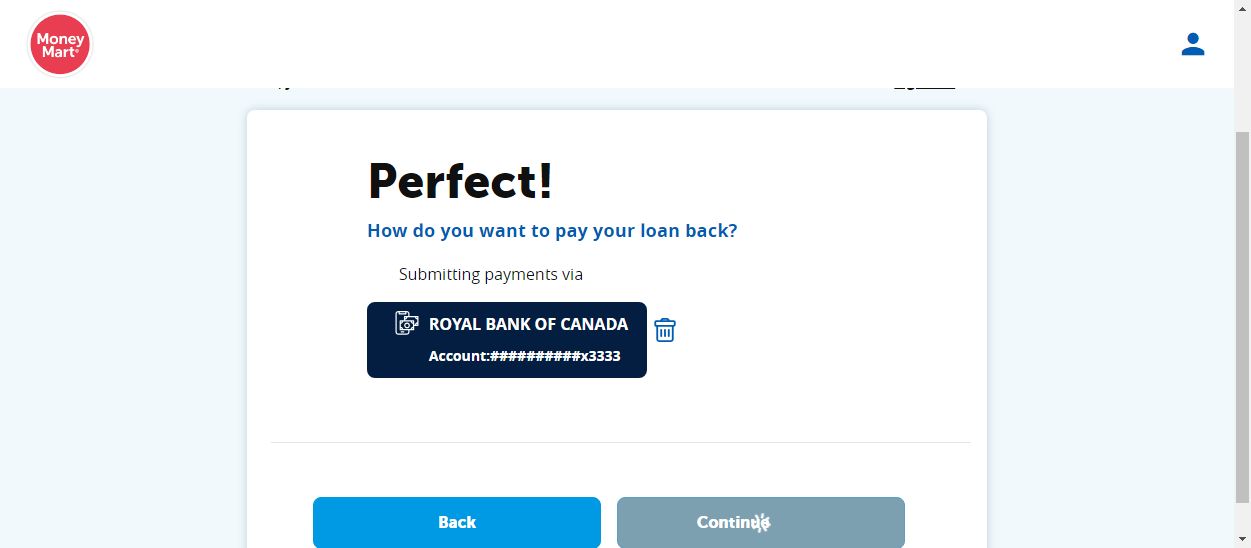 Money
Mart®
Perfect!
How do you want to pay your loan back?
Submitting payments via
ROYAL BANK OF CANADA
Account:##########x3333
Back
Continue